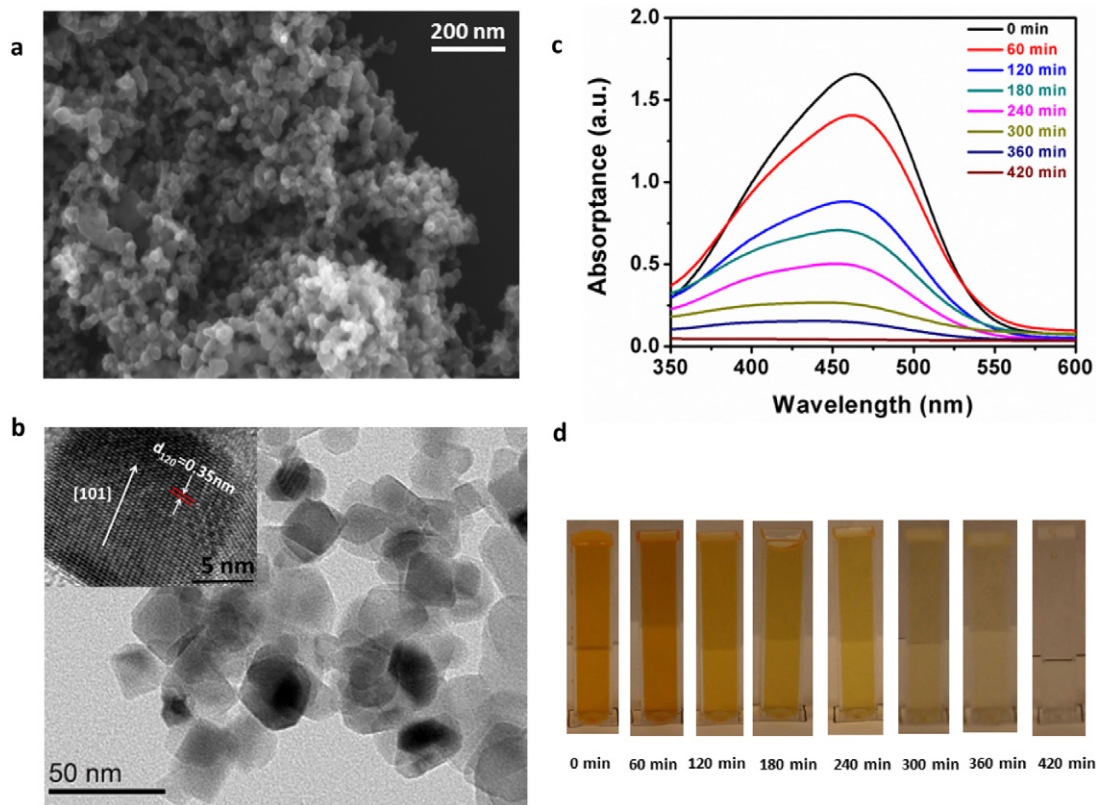 a
200 nm
b
[101]
d120=0.35nm
5 nm
50 nm
c
Absorptance (a.u.)
2.0
1.5
1.0
0.5
0.0
350 400 450 500 550 600
Wavelength (nm)
0 min
60 min
120 min
180 min
240 min
300 min
360 min
420 min
d
0 min 60 min 120 min 180 min 240 min 300 min 360 min 420 min